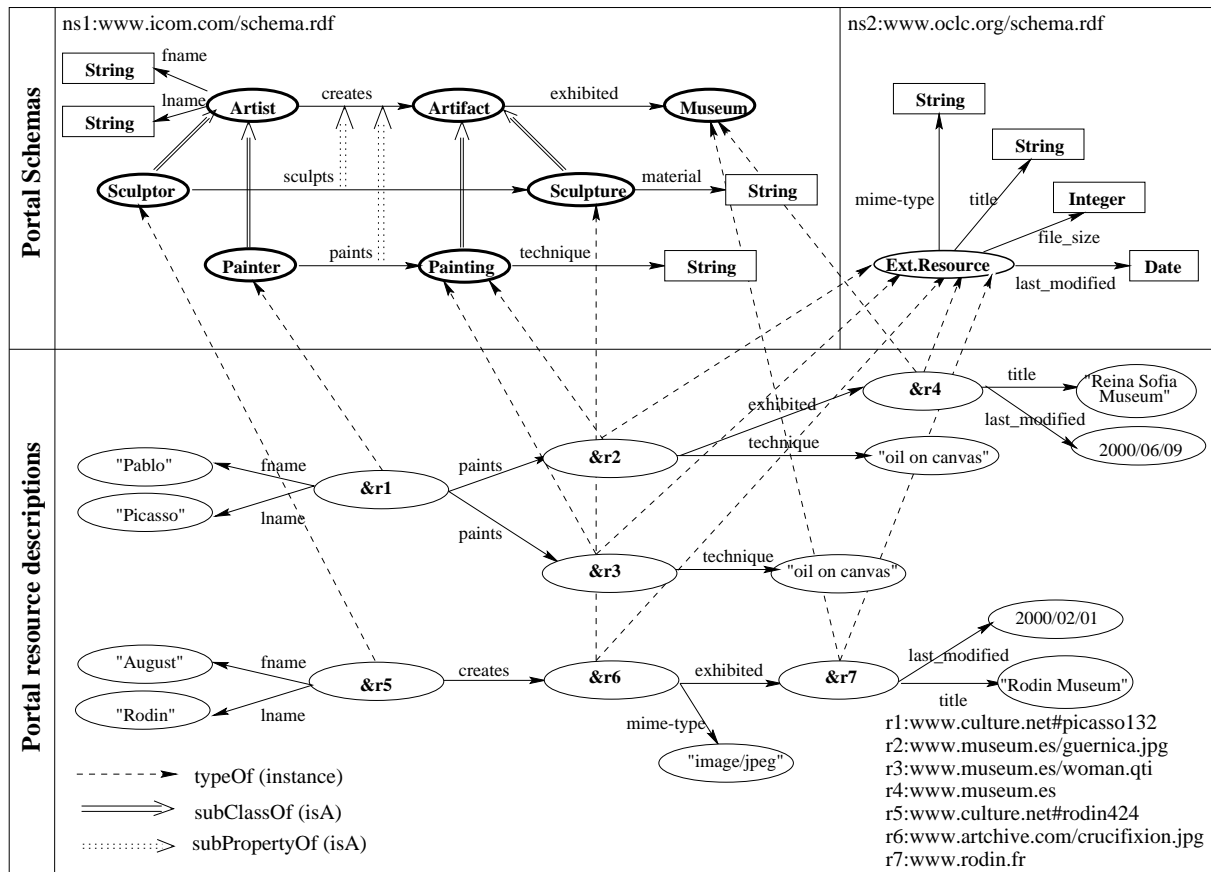 ns1:www.icom.com/schema.rdf
ns2:www.oclc.org/schema.rdf
Portal Schemas
fname
String
lname
String
Artist
creates
Artifact
exhibited
Museum
String
String
Sculptor
sculpts
Sculpture
material
String
mime-type
title
Integer
file_size
Painter
paints
Painting
technique
String
Ext.Resource
last_modified
Date
Portal resource descriptions
&r4
title
"Reina Sofia
Museum"
exhibited
last_modified
2000/06/09
"Pablo"
fname
&r1
paints
&r2
technique
"oil on canvas"
"Picasso"
lname
paints
&r3
technique
"oil on canvas"
2000/02/01
"August"
fname
&r5
creates
&r6
exhibited
&r7
last_modified
"Rodin Museum"
title
"Rodin"
lname
mime-type
"image/jpeg"
typeOf (instance)
subClassOf (isA)
subPropertyOf (isA)
r1:www.culture.net#picasso132
r2:www.museum.es/guernica.jpg
r3:www.museum.es/woman.qti
r4:www.museum.es
r5:www.culture.net#rodin424
r6:www.artchive.com/crucifixion.jpg
r7:www.rodin.fr